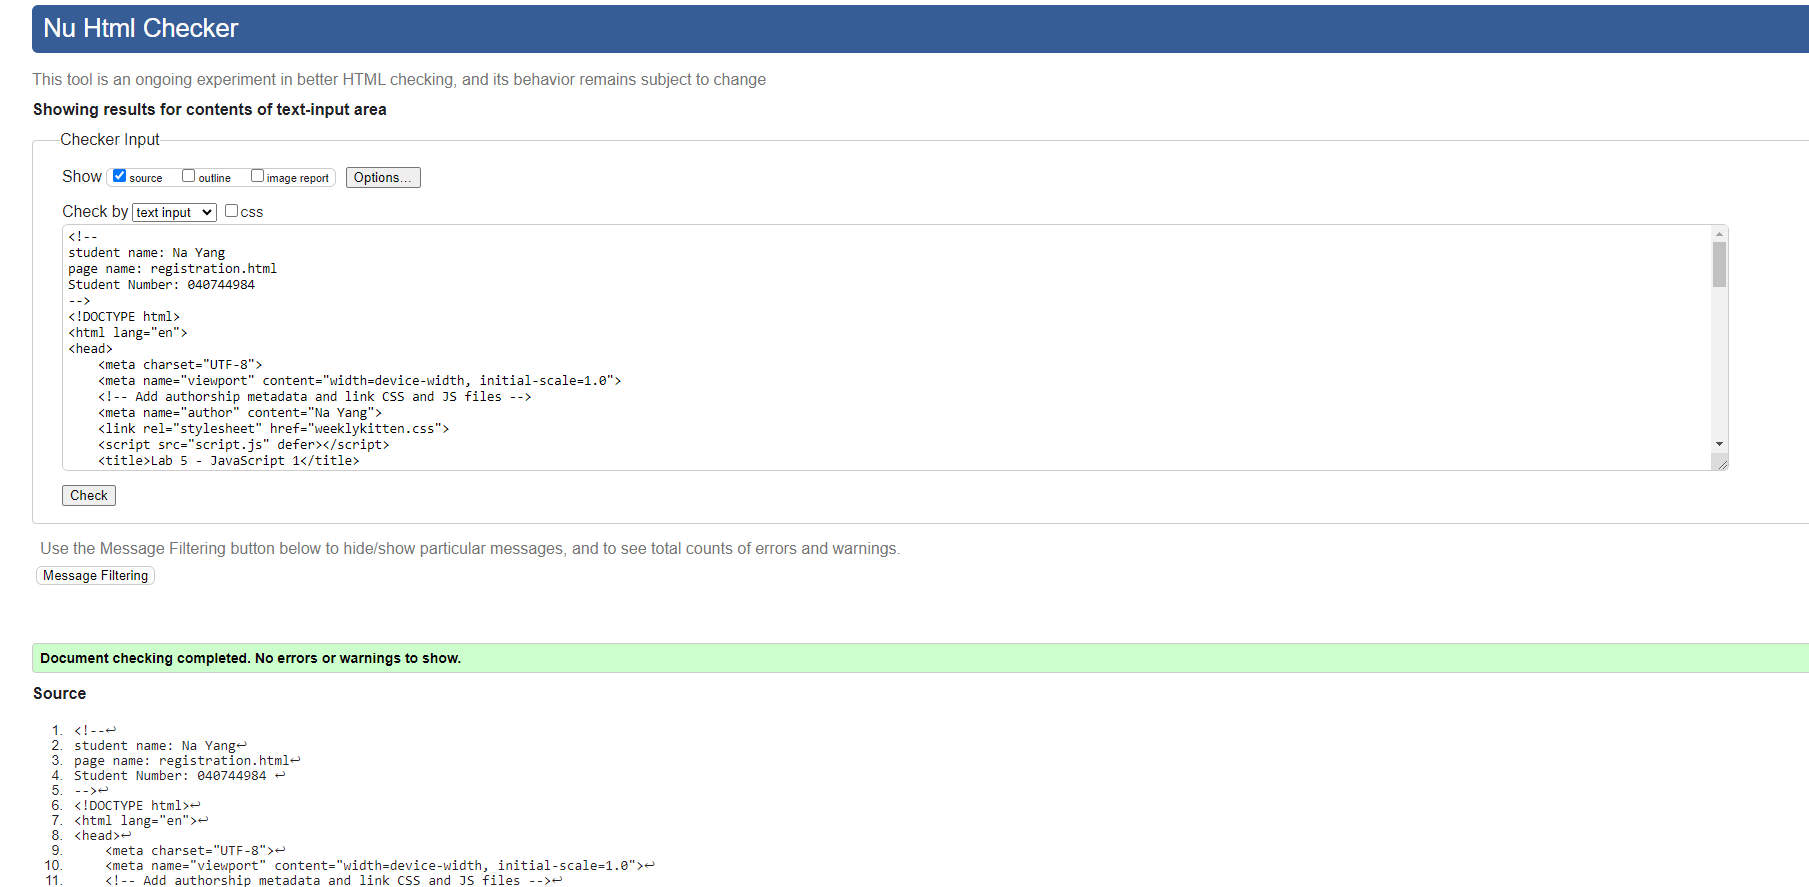 Nu Html Checker
This tool is an ongoing experiment in better HTML checking, and its behavior remains subject to change
Showing results for contents of text-input area
Checker Input
Show source outline image report Options...
Check by text input css
<!--
student name: Na Yang
page name: registration.html
Student Number: 040744984
-->
<!DOCTYPE html>
<html lang="en">
<head>
    <meta charset="UTF-8">
    <meta name="viewport" content="width=device-width, initial-scale=1.0">
    <!-- Add authorship metadata and link CSS and JS files -->
    <meta name="author" content="Na Yang">
    <link rel="stylesheet" href="weeklykitten.css">
    <script src="script.js" defer></script>
    <title>Lab 5 - JavaScript 1</title>
Check
Use the Message Filtering button below to hide/show particular messages, and to see total counts of errors and warnings.
Message Filtering
Document checking completed. No errors or warnings to show.
Source
1. <!--↩
2. student name: Na Yang↩
3. page name: registration.html↩
4. Student Number: 040744984 ↩
5. -->↩
6. <!DOCTYPE html>↩
7. <html lang="en">↩
8. <head>↩
9.     <meta charset="UTF-8">↩
10.     <meta name="viewport" content="width=device-width, initial-scale=1.0">↩
11.     <!-- Add authorship metadata and link CSS and JS files -->↩